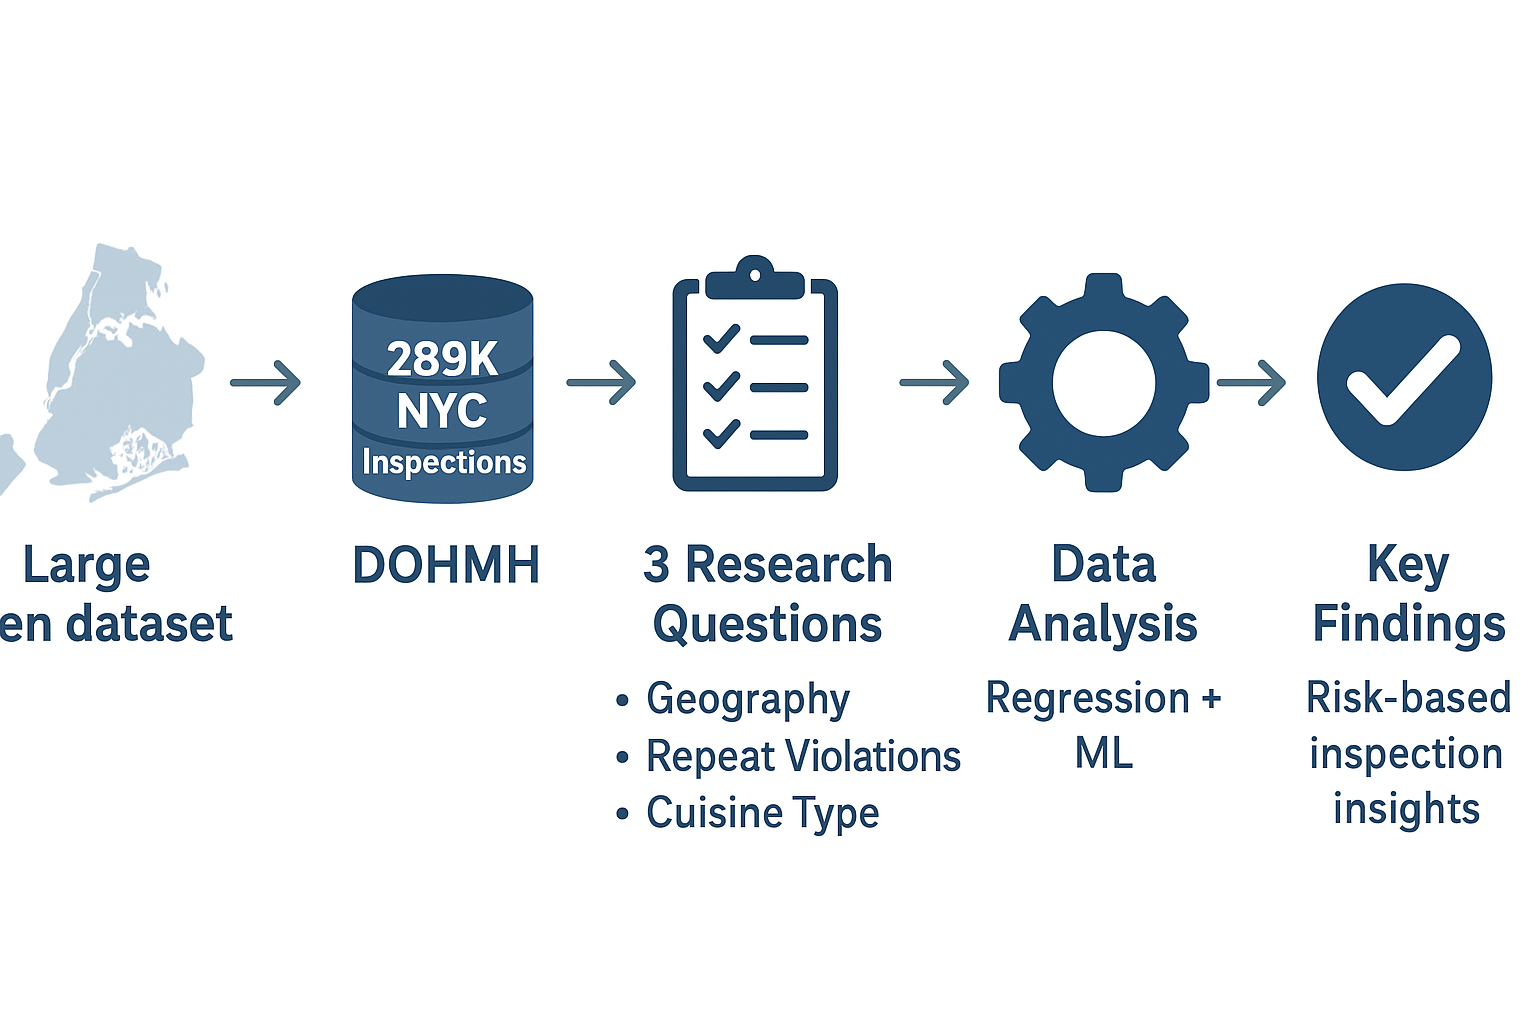 289K
NYC
Inspections
Large
en dataset
DOHMH
3 Research
Questions
• Geography
• Repeat Violations
• Cuisine Type
Data
Analysis
Regression +
ML
Key
Findings
Risk-based
inspection
insights